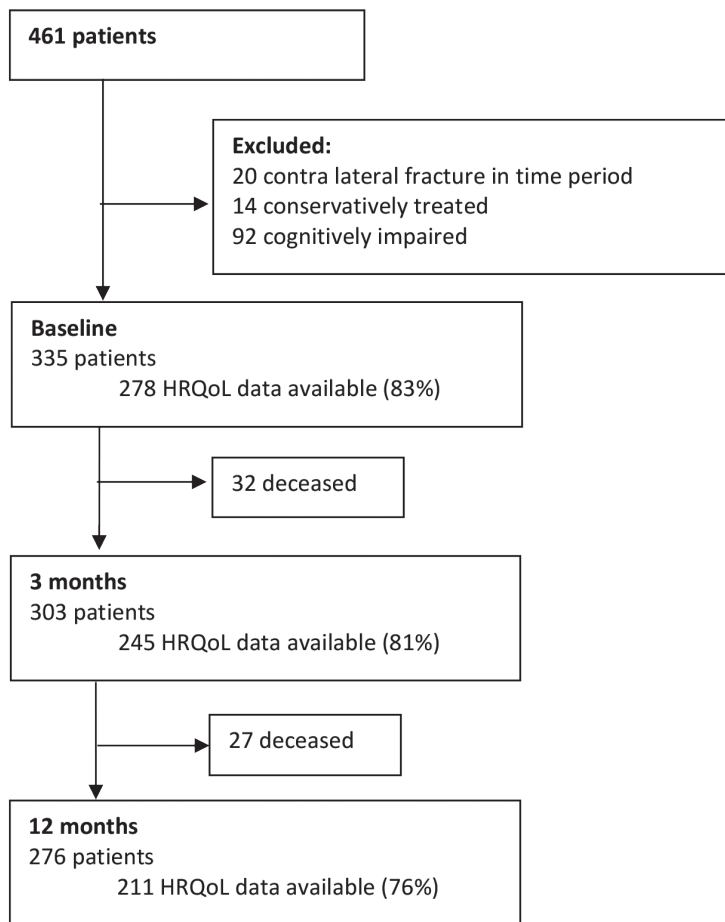 461 patients
Excluded:
20 contra lateral fracture in time period
14 conservatively treated
92 cognitively impaired
Baseline
335 patients
278 HRQoL data available (83%)
32 deceased
3 months
303 patients
245 HRQoL data available (81%)
27 deceased
12 months
276 patients
211 HRQoL data available (76%)